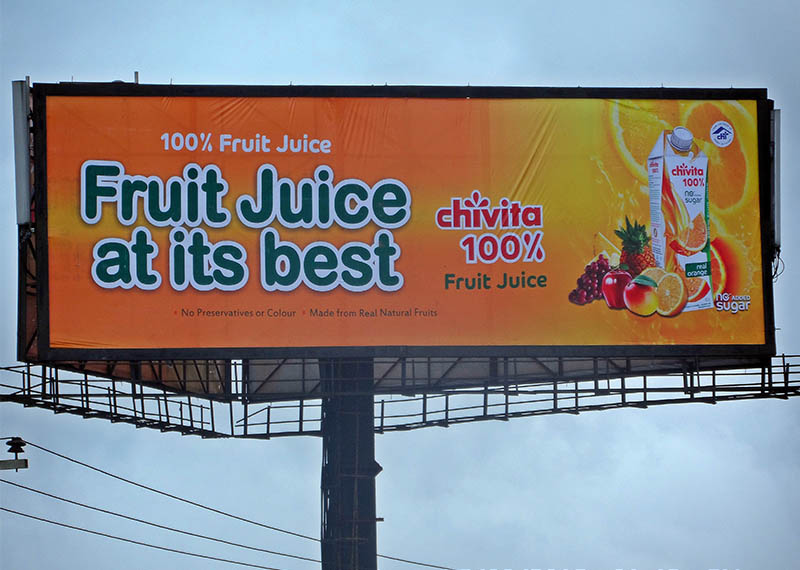 100% Fruit Juice
Fruit Juice
at its best
• No Preservatives or Colour • Made from Real Natural Fruits
chivita
100%
Fruit Juice
chi
chivita
100%
no
sugar
real
orange
no ADDED
sugar